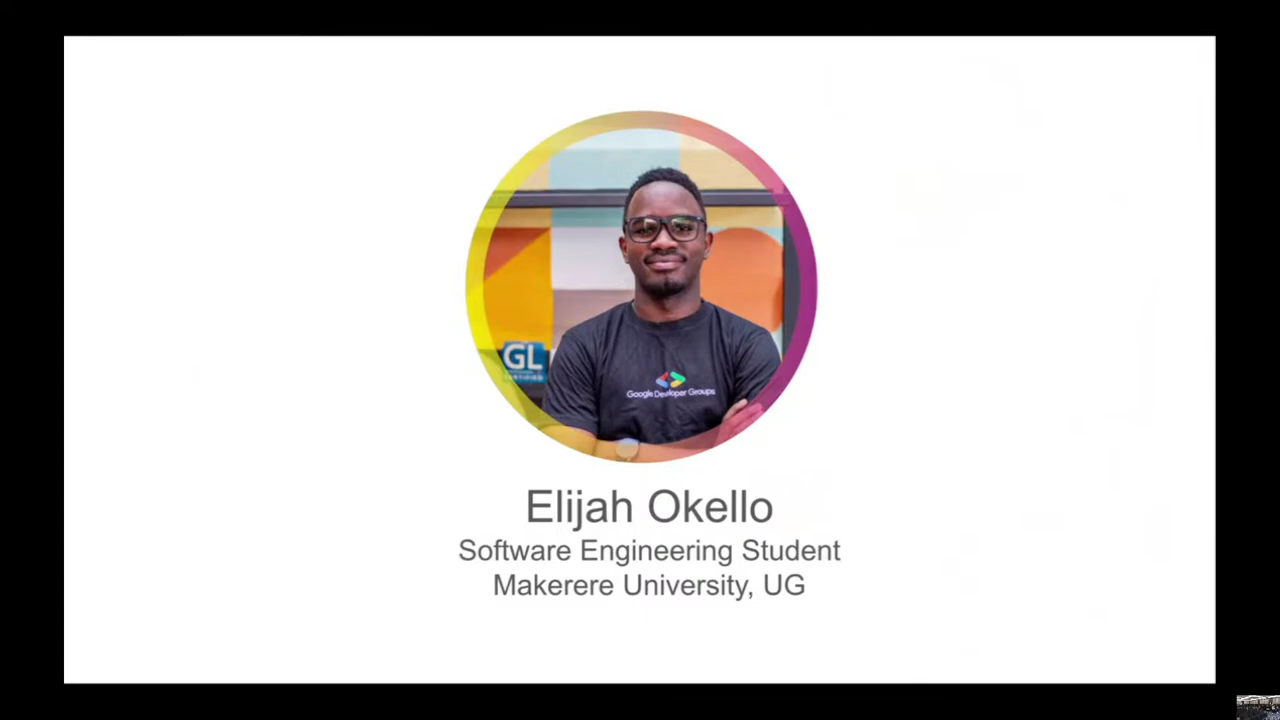 GL
Google Developer Groups
Elijah Okello
Software Engineering Student
Makerere University, UG